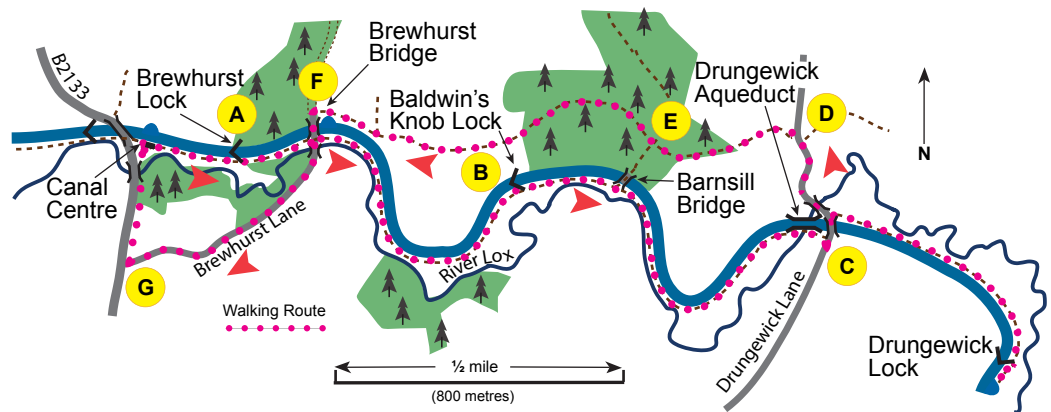 B2133
Brewhurst
Lock
A
F
Brewhurst
Bridge
Baldwin's
Knob Lock
B
E
Drungewick
Aqueduct
D
N
Canal
Centre
Barnsill
Bridge
Brewhurst Lane
River Lox
G
C
Walking Route
Drungewick Lane
Drungewick
Lock
½ mile
(800 metres)